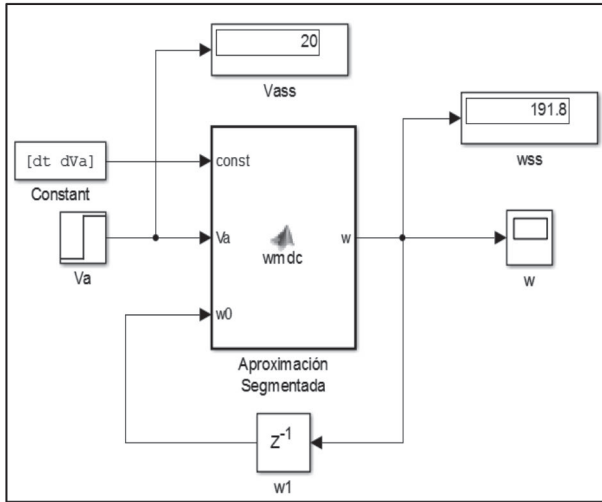 20
Vass
191.8
wss
[dt dVa]
Constant
const
Va
Va
wmdc
w
w
w0
Aproximación
Segmentada
Z-1
w1